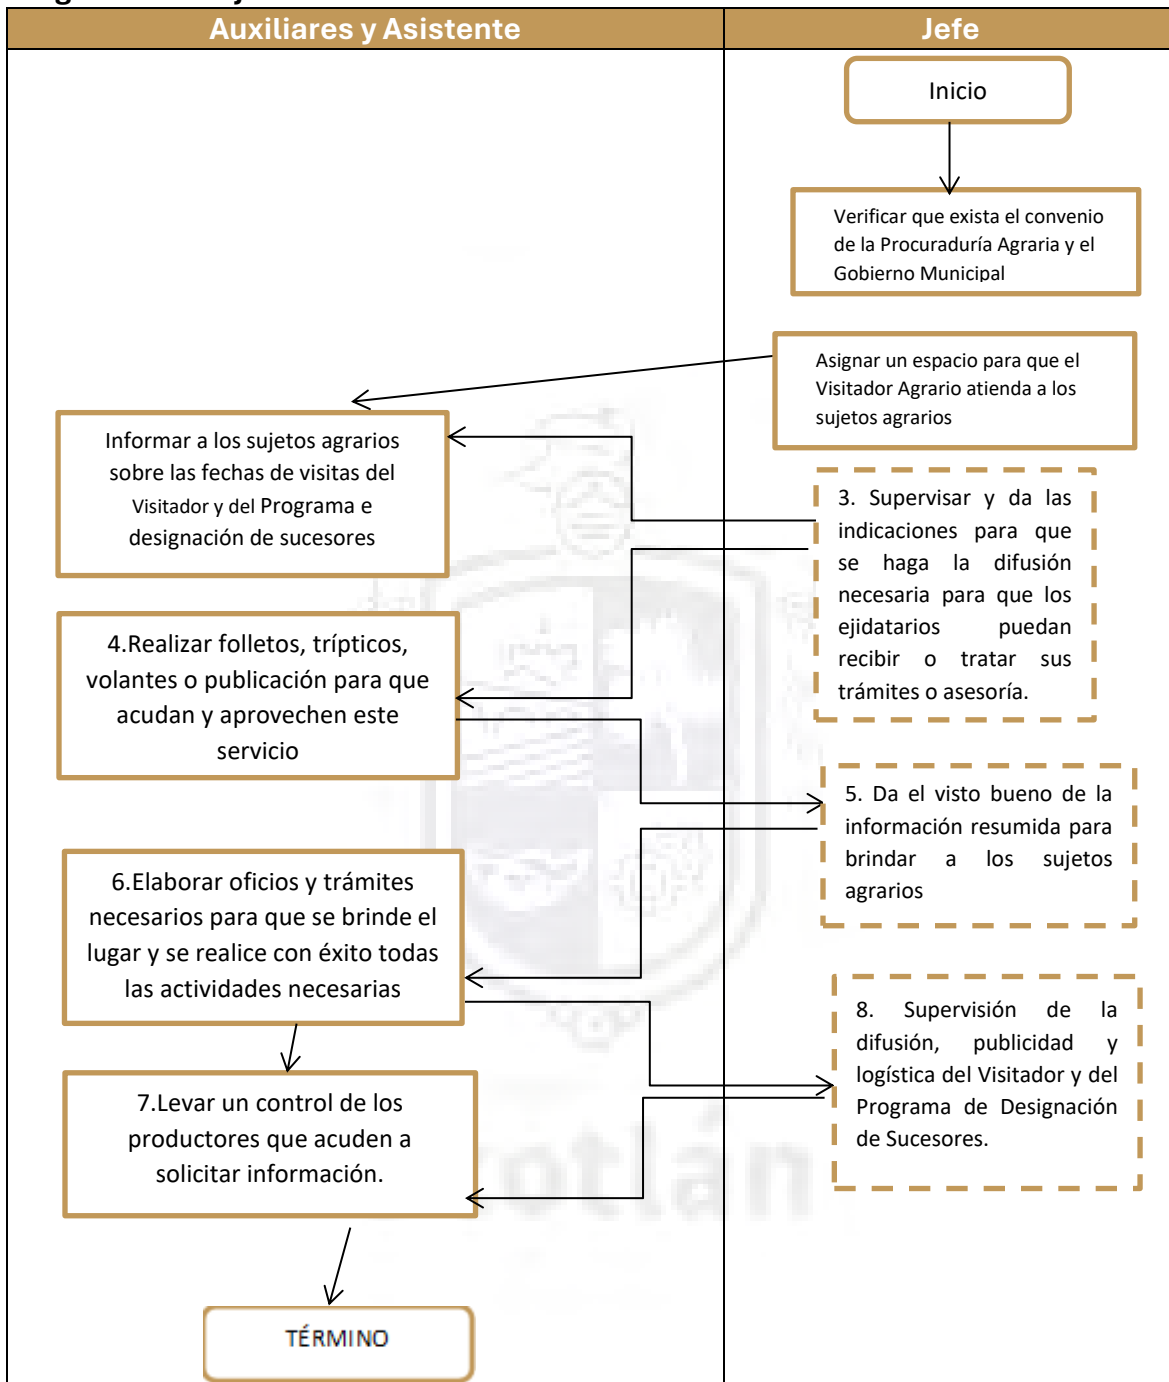 Auxiliares y Asistente
Jefe
Inicio
Verificar que exista el convenio
de la Procuraduría Agraria y el
Gobierno Municipal
Asignar un espacio para que el
Visitador Agrario atienda a los
sujetos agrarios
Informar a los sujetos agrarios
sobre las fechas de visitas del
Visitador y del Programa e
designación de sucesores
3. Supervisar y da las
indicaciones para que
se haga la difusión
necesaria para que los
ejidatarios puedan
recibir o tratar sus
trámites o asesoría.
4.Realizar folletos, trípticos,
volantes o publicación para que
acudan y aprovechen este
servicio
5. Da el visto bueno de la
información resumida para
brindar a los sujetos
agrarios
6.Elaborar oficios y trámites
necesarios para que se brinde el
lugar y se realice con éxito todas
las actividades necesarias
8. Supervisión de la
difusión, publicidad y
logística del Visitador y del
Programa de Designación
de Sucesores.
7.Levar un control de los
productores que acuden a
solicitar información.
TÉRMINO